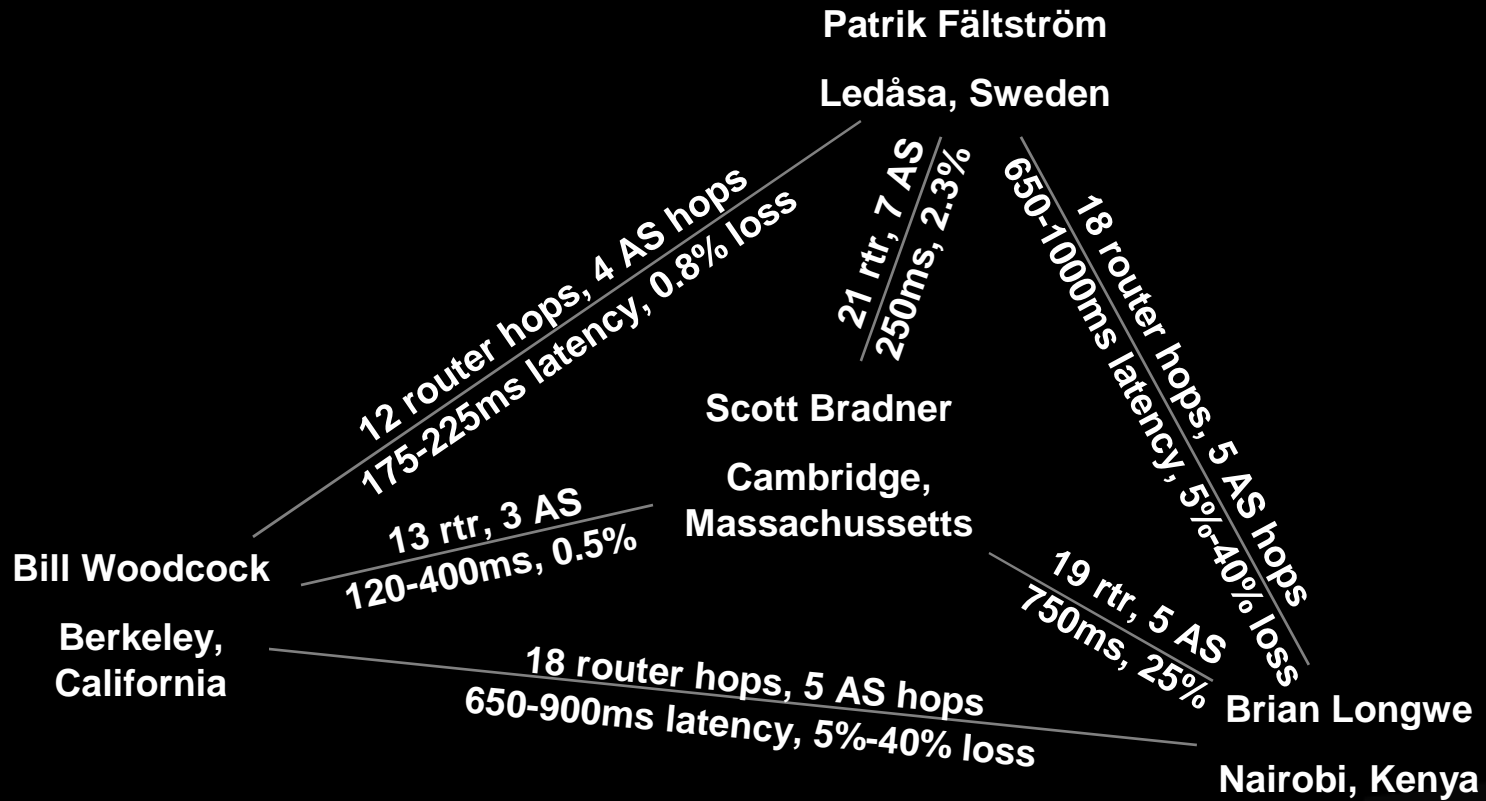 Patrik Fältström
Ledåsa, Sweden
12 router hops, 4 AS hops
175-225ms latency, 0.8% loss
21 rtr, 7 AS
250ms, 2.3%
18 router hops, 5 AS hops
650-1000ms latency, 5%-40% loss
Scott Bradner
Cambridge,
Massachussetts
13 rtr, 3 AS
120-400ms, 0.5%
19 rtr, 5 AS
750ms, 25%
Bill Woodcock
Berkeley,
California
18 router hops, 5 AS hops
650-900ms latency, 5%-40% loss
Brian Longwe
Nairobi, Kenya